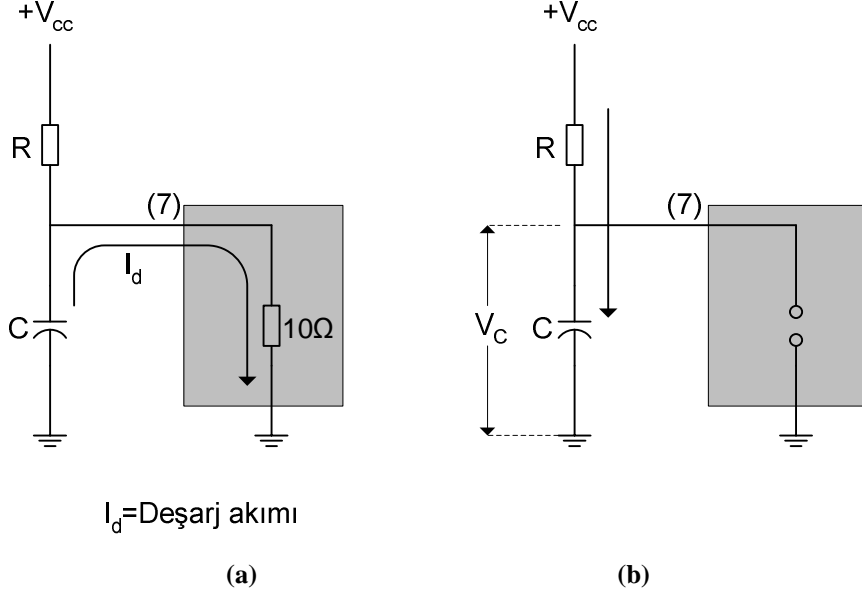 +Vcc
R
(7)
Id
C
10Ω
Id=Deşarj akımı
(a)
+Vcc
R
(7)
VC
C
(b)